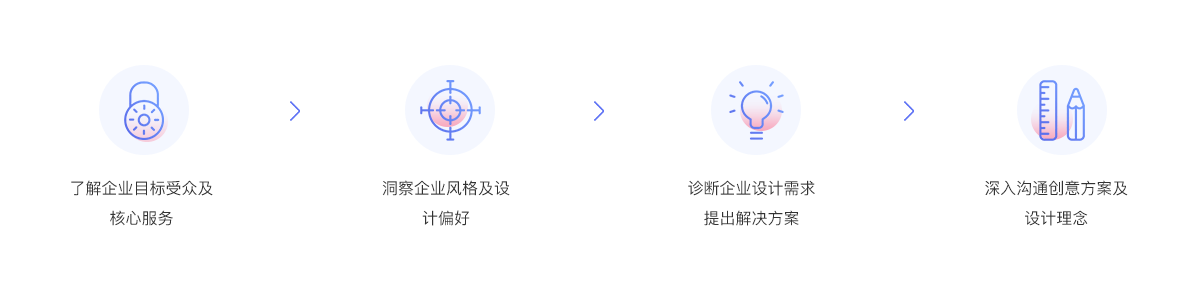 了解企业目标受众及
核心服务
洞察企业风格及设
计偏好
诊断企业设计需求
提出解决方案
深入沟通创意方案及
设计理念